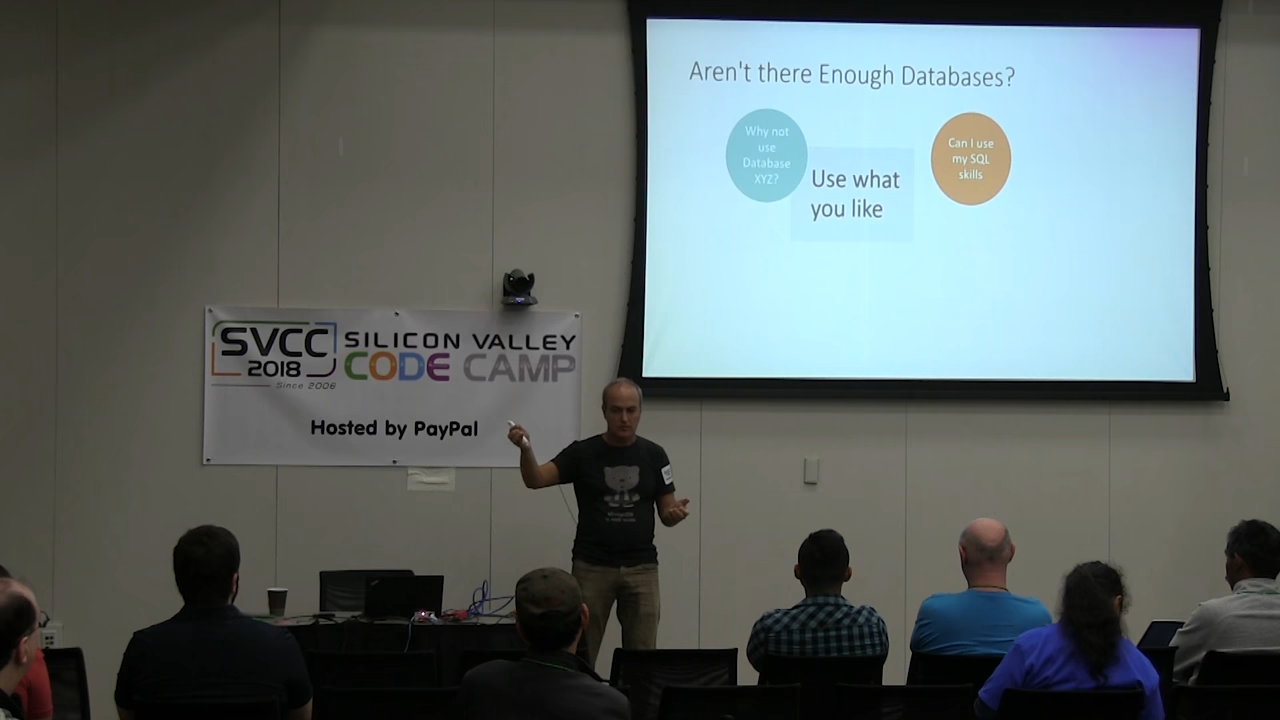 Aren't there Enough Databases?
Why not
use
Database
XYZ?
Use what
you like
Can I use
my SQL
skills
SVCC
2018
Since 2006
SILICON VALLEY
CODE CAMP
Hosted by PayPal